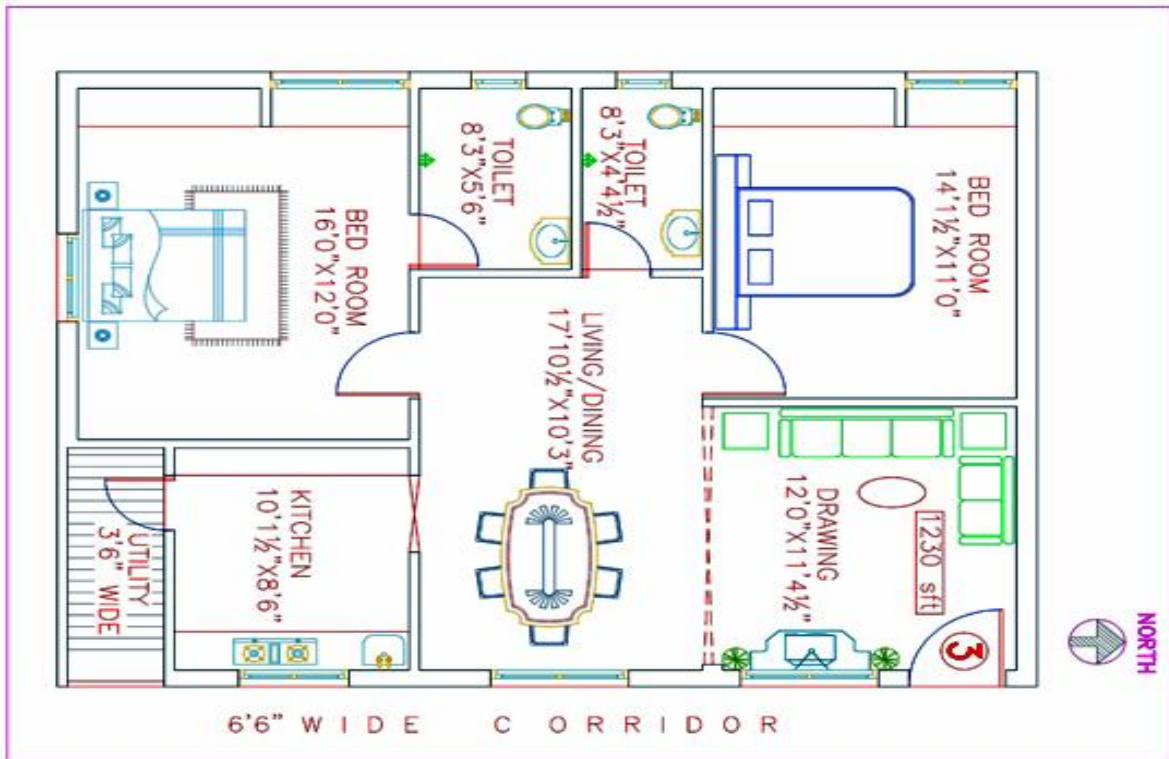 TOILET
8'3"X5'6"
TOILET
8'3"X4'4½"
BED ROOM
14'1½"X11'0"
BED ROOM
16'0"X12'0"
LIVING/DINING
17'10½"X10'3"
DRAWING
12'0"X11'4½"
1230 sft
KITCHEN
10'1½"X8'6"
UTILITY
3'6" WIDE
3
NORTH
6'6" WIDE CORRIDOR